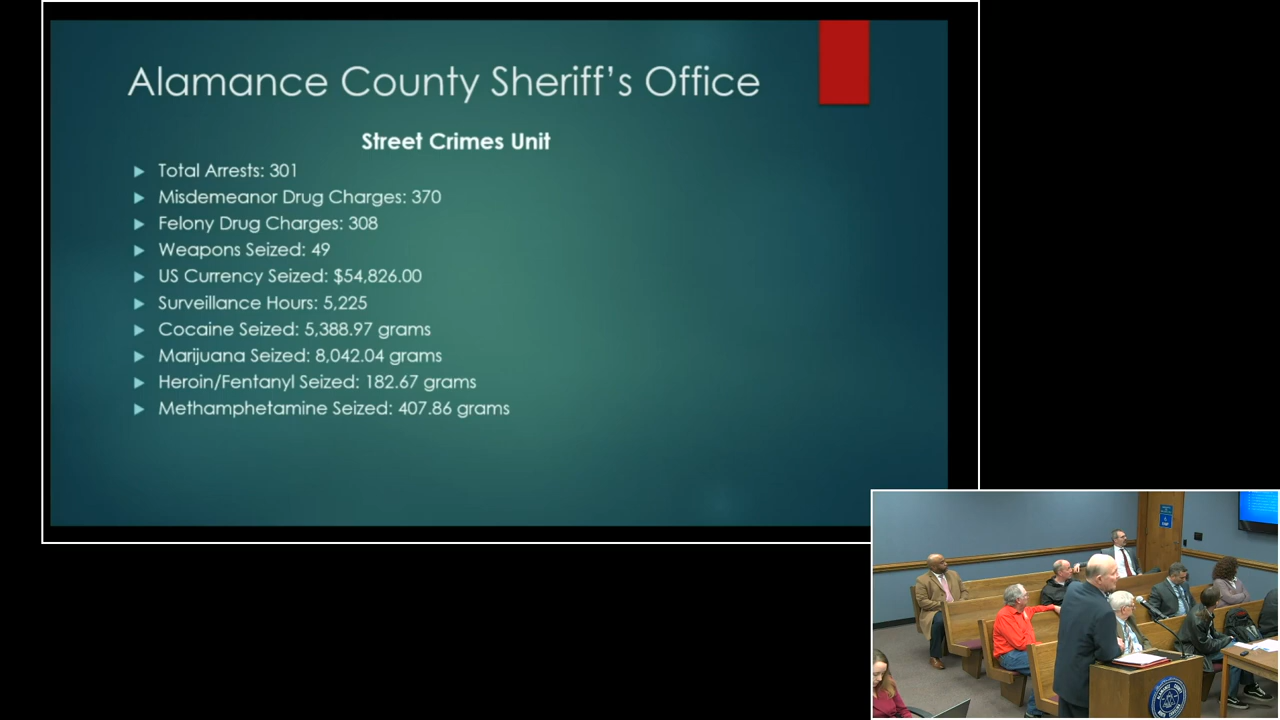 Alamance County Sheriff's Office
Street Crimes Unit
Total Arrests: 301
Misdemeanor Drug Charges: 370
Felony Drug Charges: 308
Weapons Seized: 49
US Currency Seized: $54,826.00
Surveillance Hours: 5,225
Cocaine Seized: 5,388.97 grams
Marijuana Seized: 8,042.04 grams
Heroin/Fentanyl Seized: 182.67 grams
Methamphetamine Seized: 407.86 grams